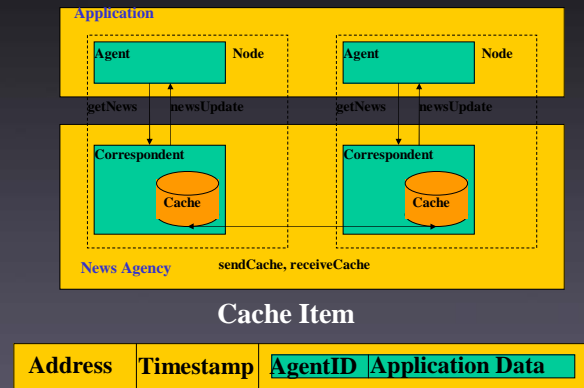 Application
Agent Node Agent Node
getNews newsUpdate getNews newsUpdate
Correspondent Correspondent
Cache Cache
News Agency sendCache, receiveCache
Cache Item
Address Timestamp AgentID Application Data